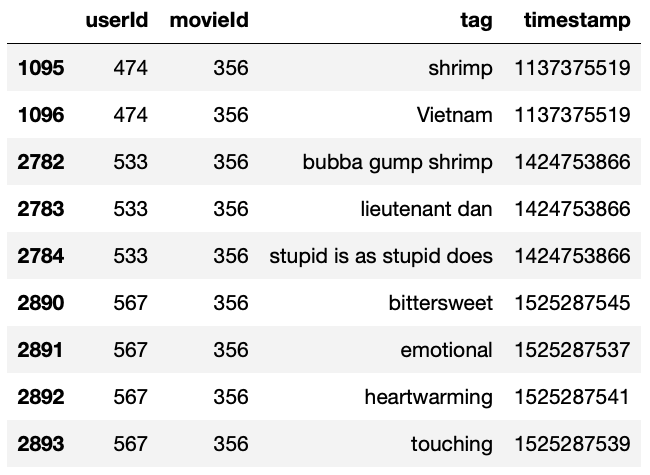 userId movieId tag timestamp
1095 474 356 shrimp 1137375519
1096 474 356 Vietnam 1137375519
2782 533 356 bubba gump shrimp 1424753866
2783 533 356 lieutenant dan 1424753866
2784 533 356 stupid is as stupid does 1424753866
2890 567 356 bittersweet 1525287545
2891 567 356 emotional 1525287537
2892 567 356 heartwarming 1525287541
2893 567 356 touching 1525287539